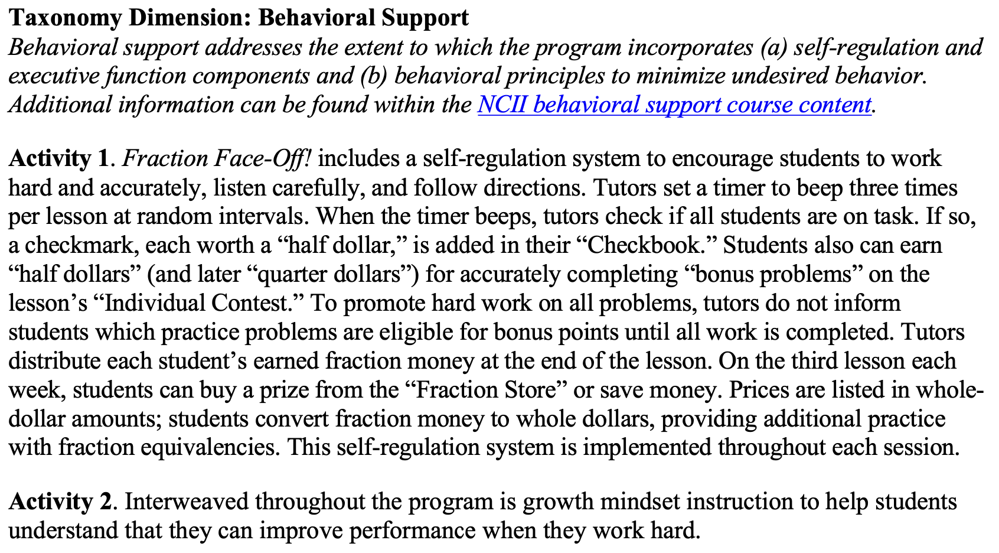 Taxonomy Dimension: Behavioral Support
Behavioral support addresses the extent to which the program incorporates (a) self-regulation and
executive function components and (b) behavioral principles to minimize undesired behavior.
Additional information can be found within the NCII behavioral support course content.
Activity 1. Fraction Face-Off! includes a self-regulation system to encourage students to work
hard and accurately, listen carefully, and follow directions. Tutors set a timer to beep three times
per lesson at random intervals. When the timer beeps, tutors check if all students are on task. If so,
a checkmark, each worth a “half dollar,” is added in their “Checkbook.” Students also can earn
“half dollars” (and later “quarter dollars”) for accurately completing “bonus problems” on the
lesson’s “Individual Contest.” To promote hard work on all problems, tutors do not inform
students which practice problems are eligible for bonus points until all work is completed. Tutors
distribute each student’s earned fraction money at the end of the lesson. On the third lesson each
week, students can buy a prize from the “Fraction Store” or save money. Prices are listed in whole-
dollar amounts; students convert fraction money to whole dollars, providing additional practice
with fraction equivalencies. This self-regulation system is implemented throughout each session.
Activity 2. Interweaved throughout the program is growth mindset instruction to help students
understand that they can improve performance when they work hard.